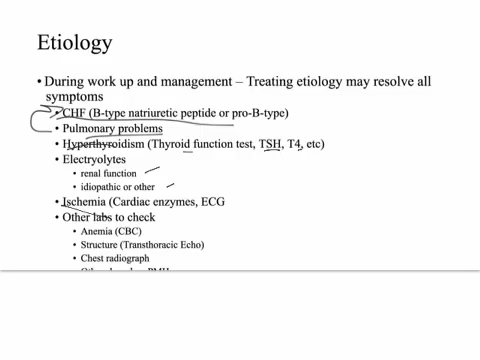 Etiology
• During work up and management – Treating etiology may resolve all
symptoms
• CHF (B-type natriuretic peptide or pro-B-type)
• Pulmonary problems
• Hyperthyroidism (Thyroid function test, TSH, T4, etc)
• Electrolytes
• renal function
• idiopathic or other
• Ischemia (Cardiac enzymes, ECG
• Other labs to check
• Anemia (CBC)
• Structure (Transthoracic Echo)
• Chest radiograph